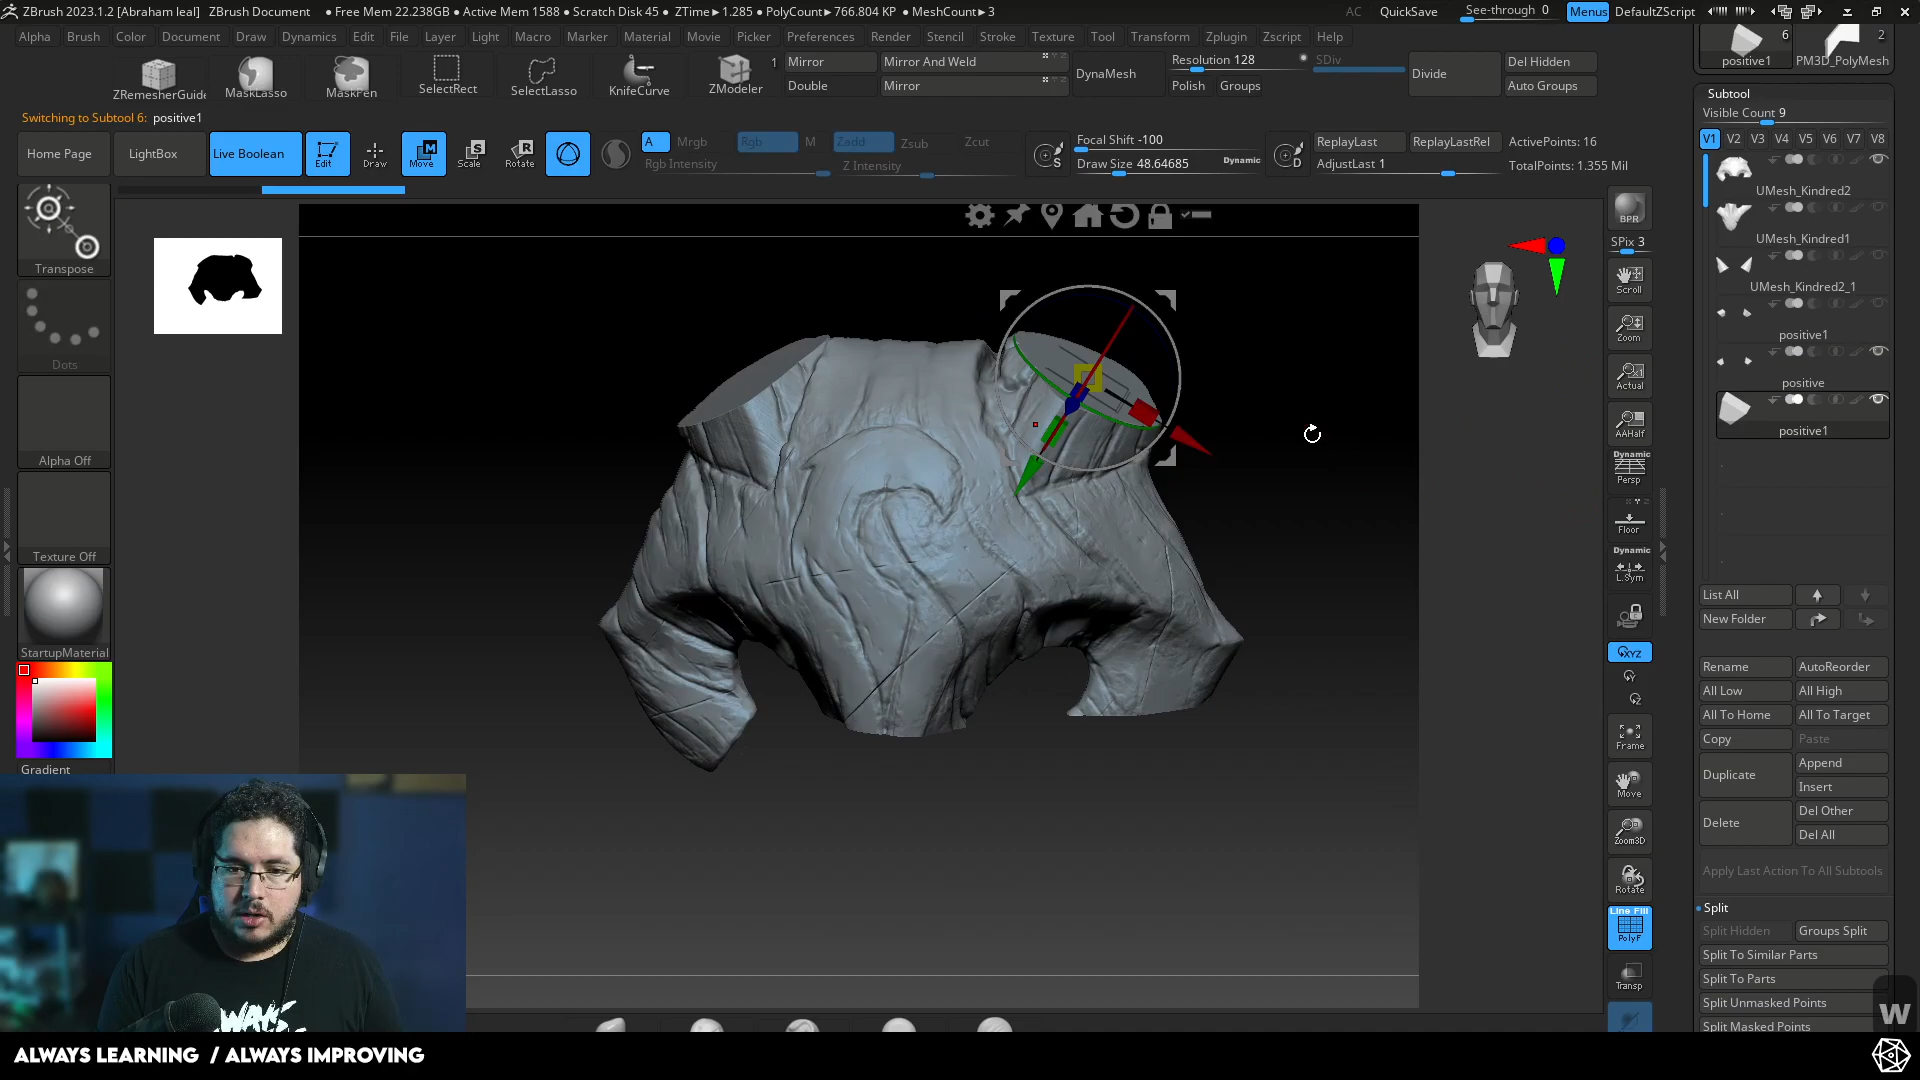 ZBrush 2023.1.2 [Abraham leal] ZBrush Document • Free Mem 22.238GB • Active Mem 1588 • Scratch Disk 45 • ZTime▸1.285 • PolyCount▸766.804 KP • MeshCount▸3
AC QuickSave See-through 0 Menus DefaultZScript
Alpha Brush Color Document Draw Dynamics Edit File Layer Light Macro Marker Material Movie Picker Preferences Render Stencil Stroke Texture Tool Transform Zplugin Zscript Help
6 2
positive1 PM3D_PolyMesh
ZRemesherGuide MaskLasso MaskPen SelectRect SelectLasso KnifeCurve ZModeler 1
Mirror Mirror And Weld
Double Mirror
DynaMesh
Resolution 128 SDiv
Polish Groups
Divide
Del Hidden
Auto Groups
Switching to Subtool 6: positive1
Home Page LightBox Live Boolean Edit Draw Move Scale Rotate
M S R
A Mrgb Rgb M Zadd Zsub Zcut
Rgb Intensity Z Intensity
S
Focal Shift -100
Draw Size 48.64685 Dynamic
D
ReplayLast ReplayLastRel ActivePoints: 16
AdjustLast 1 TotalPoints: 1.355 Mil
Transpose
Dots
Alpha Off
Texture Off
StartupMaterial
Gradient
BPR
SPix 3
Scroll
Zoom
Actual
AAHalf
Dynamic
Persp
Floor
Dynamic
L.Sym
XYZ
Y
Z
Frame
Move
Zoom3D
Rotate
Line Fill
PolyF
Transp
Subtool
Visible Count 9
V1 V2 V3 V4 V5 V6 V7 V8
UMesh_Kindred2
UMesh_Kindred1
UMesh_Kindred2_1
positive1
positive
positive1
List All
New Folder
Rename AutoReorder
All Low All High
All To Home All To Target
Copy Paste
Duplicate Append
Insert
Delete Del Other
Del All
Apply Last Action To All Subtools
Split
Split Hidden Groups Split
Split To Similar Parts
Split To Parts
Split Unmasked Points
Split Masked Points
W
ALWAYS LEARNING / ALWAYS IMPROVING